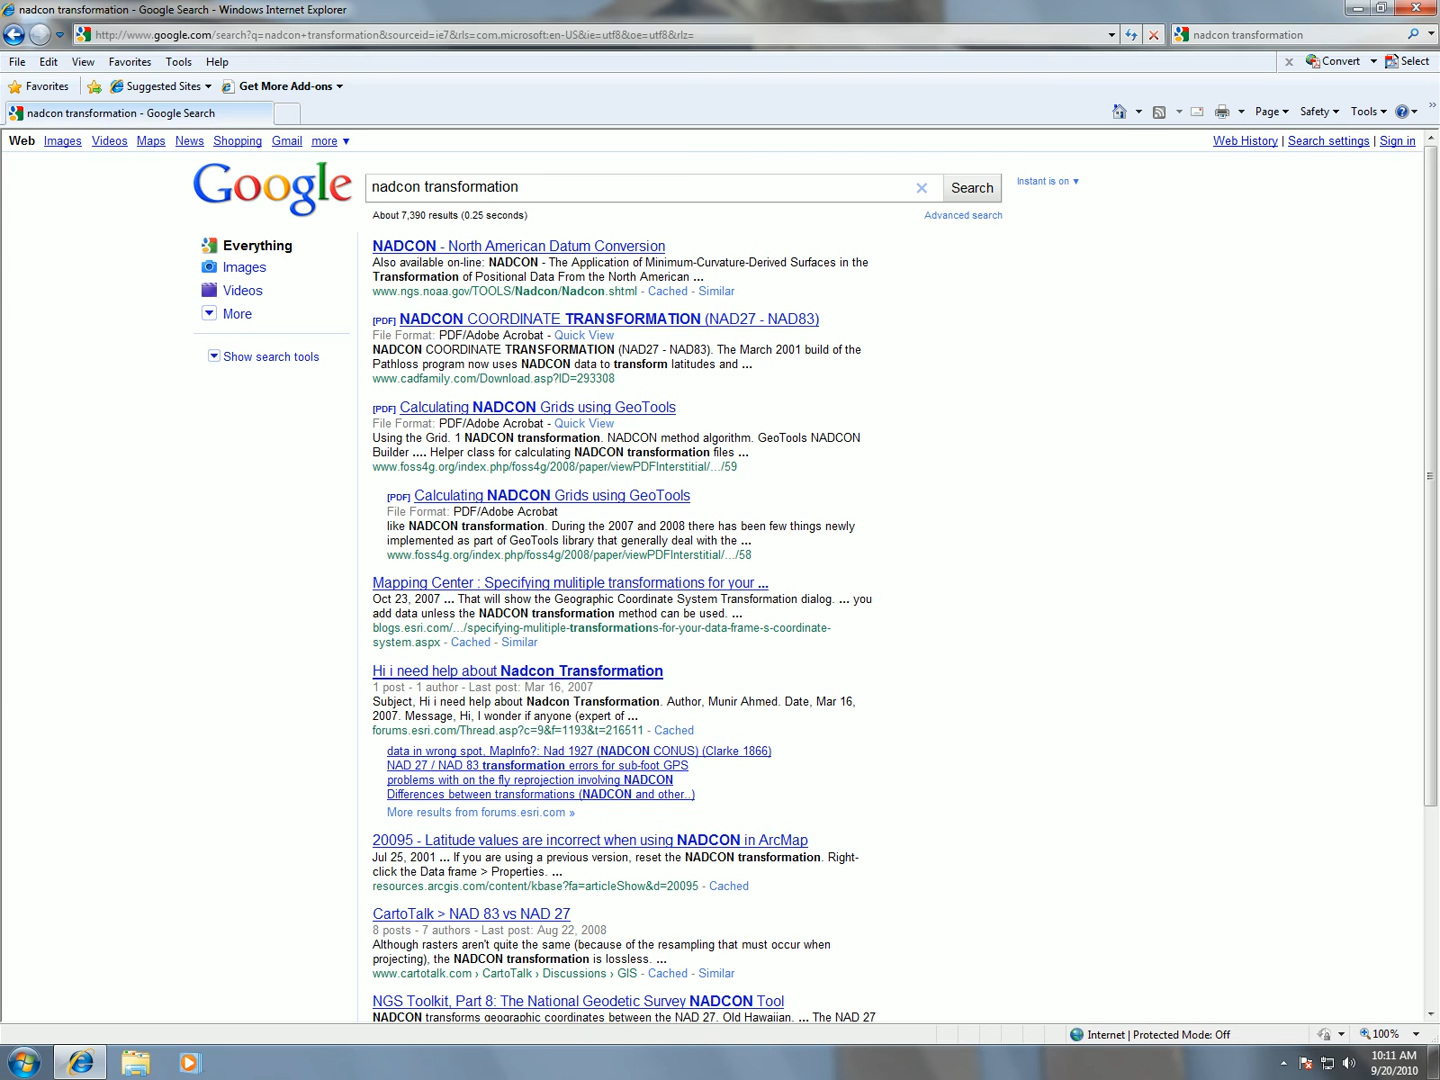 nadcon transformation - Google Search - Windows Internet Explorer
http://www.google.com/search?q=nadcon+transformation&sourceid=ie7&rls=com.microsoft:en-US&ie=utf8&oe=utf8&rlz=
nadcon transformation
File Edit View Favorites Tools Help
Convert Select
Favorites Suggested Sites Get More Add-ons
nadcon transformation - Google Search
Page Safety Tools
Web Images Videos Maps News Shopping Gmail more ▼
Web History | Search settings | Sign in
Google
nadcon transformation
Search
Instant is on ▼
About 7,390 results (0.25 seconds)
Advanced search
Everything
Images
Videos
More
Show search tools
NADCON - North American Datum Conversion
Also available on-line: NADCON - The Application of Minimum-Curvature-Derived Surfaces in the
Transformation of Positional Data From the North American ...
www.ngs.noaa.gov/TOOLS/Nadcon/Nadcon.shtml - Cached - Similar
[PDF] NADCON COORDINATE TRANSFORMATION (NAD27 - NAD83)
File Format: PDF/Adobe Acrobat - Quick View
NADCON COORDINATE TRANSFORMATION (NAD27 - NAD83). The March 2001 build of the
Pathloss program now uses NADCON data to transform latitudes and ...
www.cadfamily.com/Download.asp?ID=293308
[PDF] Calculating NADCON Grids using GeoTools
File Format: PDF/Adobe Acrobat - Quick View
Using the Grid. 1 NADCON transformation. NADCON method algorithm. GeoTools NADCON
Builder .... Helper class for calculating NADCON transformation files ...
www.foss4g.org/index.php/foss4g/2008/paper/viewPDFInterstitial/.../59
[PDF] Calculating NADCON Grids using GeoTools
File Format: PDF/Adobe Acrobat
like NADCON transformation. During the 2007 and 2008 there has been few things newly
implemented as part of GeoTools library that generally deal with the ...
www.foss4g.org/index.php/foss4g/2008/paper/viewPDFInterstitial/.../58
Mapping Center : Specifying mulitiple transformations for your ...
Oct 23, 2007 ... That will show the Geographic Coordinate System Transformation dialog. ... you
add data unless the NADCON transformation method can be used. ...
blogs.esri.com/.../specifying-mulitiple-transformations-for-your-data-frame-s-coordinate-
system.aspx - Cached - Similar
Hi i need help about Nadcon Transformation
1 post - 1 author - Last post: Mar 16, 2007
Subject, Hi i need help about Nadcon Transformation. Author, Munir Ahmed. Date, Mar 16,
2007. Message, Hi, I wonder if anyone (expert of ...
forums.esri.com/Thread.asp?c=9&f=1193&t=216511 - Cached
data in wrong spot, MapInfo?: Nad 1927 (NADCON CONUS) (Clarke 1866)
NAD 27 / NAD 83 transformation errors for sub-foot GPS
problems with on the fly reprojection involving NADCON
Differences between transformations (NADCON and other..)
More results from forums.esri.com »
20095 - Latitude values are incorrect when using NADCON in ArcMap
Jul 25, 2001 ... If you are using a previous version, reset the NADCON transformation. Right-
click the Data frame > Properties. ...
resources.arcgis.com/content/kbase?fa=articleShow&d=20095 - Cached
CartoTalk > NAD 83 vs NAD 27
8 posts - 7 authors - Last post: Aug 22, 2008
Although rasters aren't quite the same (because of the resampling that must occur when
projecting), the NADCON transformation is lossless. ...
www.cartotalk.com › CartoTalk › Discussions › GIS - Cached - Similar
NGS Toolkit, Part 8: The National Geodetic Survey NADCON Tool
NADCON transforms geographic coordinates between the NAD 27, Old Hawaiian, ... The NAD 27
Internet | Protected Mode: Off
100%
10:11 AM
9/20/2010